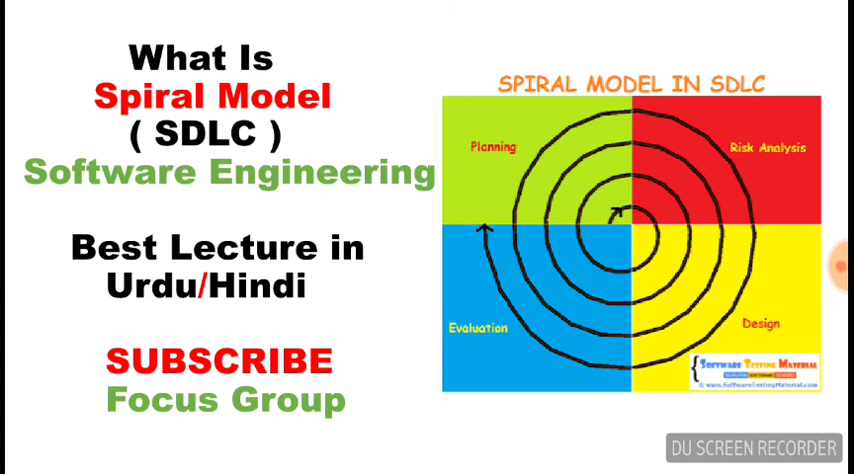 What Is
Spiral Model
( SDLC )
Software Engineering
Best Lecture in
Urdu/Hindi
SUBSCRIBE
Focus Group
SPIRAL MODEL IN SDLC
Planning
Risk Analysis
Evaluation
Design
SOFTWARE TESTING MATERIAL
© www.SoftwareTestingMaterial.com
DU SCREEN RECORDER